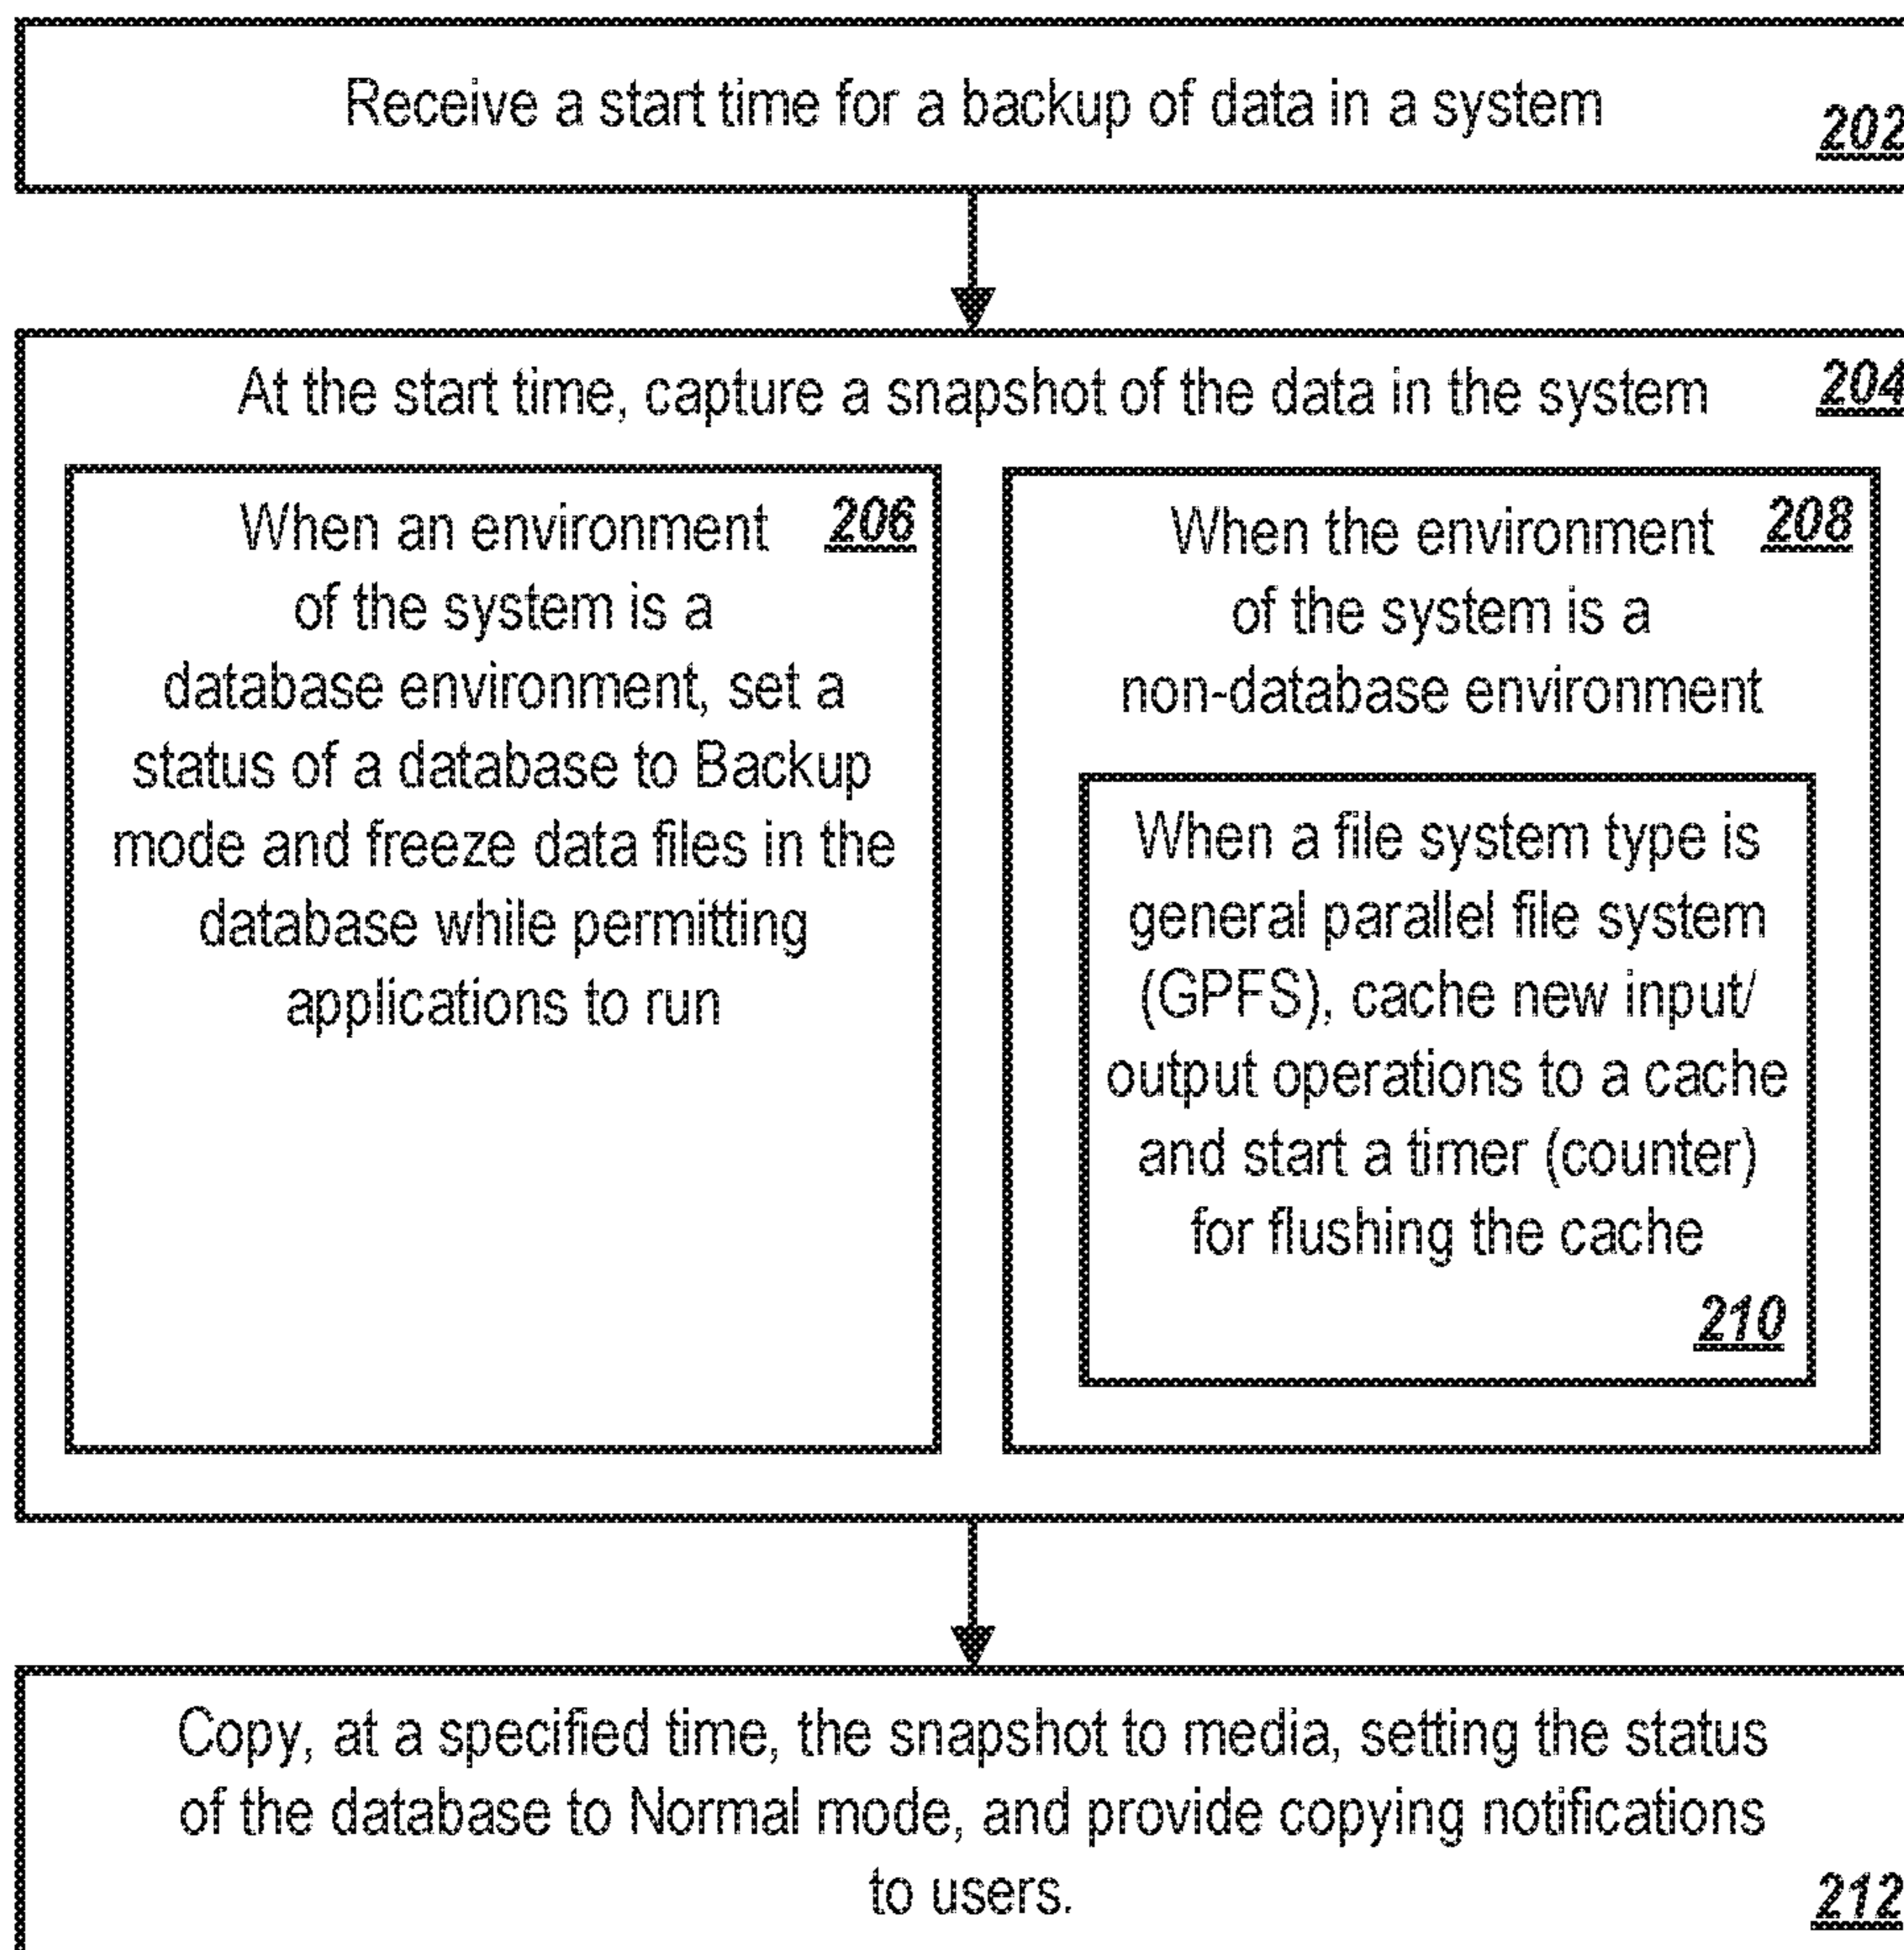 Receive a start time for a backup of data in a system
202
At the start time, capture a snapshot of the data in the system
204
When an environment
206
of the system is a
database environment, set a
status of a database to Backup
mode and freeze data files in the
database while permitting
applications to run
When the environment
208
of the system is a
non-database environment
When a file system type is
general parallel file system
(GPFS), cache new input/
output operations to a cache
and start a timer (counter)
for flushing the cache
210
Copy, at a specified time, the snapshot to media, setting the status
of the database to Normal mode, and provide copying notifications
to users.
212